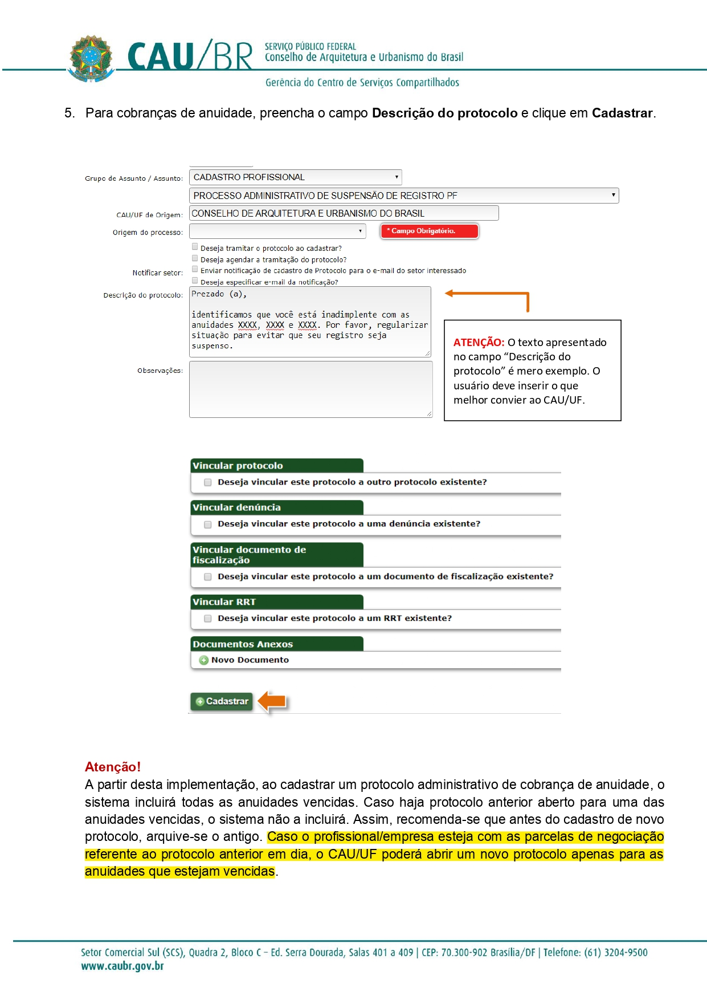 CAU/BR
SERVIÇO PÚBLICO FEDERAL
Conselho de Arquitetura e Urbanismo do Brasil
Gerência do Centro de Serviços Compartilhados
5. Para cobranças de anuidade, preencha o campo Descrição do protocolo e clique em Cadastrar.
Grupo de Assunto / Assunto: CADASTRO PROFISSIONAL
PROCESSO ADMINISTRATIVO DE SUSPENSÃO DE REGISTRO PF
CAU/UF de Origem: CONSELHO DE ARQUITETURA E URBANISMO DO BRASIL
Origem do processo: * Campo Obrigatório.
Deseja tramitar o protocolo ao cadastrar?
Deseja agendar a tramitação do protocolo?
Notificar setor: Enviar notificação de cadastro de Protocolo para o e-mail do setor interessado
Deseja especificar e-mail da notificação?
Descrição do protocolo: Prezado (a),
identificamos que você está inadimplente com as
anuidades XXXX, XXXX e XXXX. Por favor, regularizar
situação para evitar que seu registro seja
suspenso.
ATENÇÃO: O texto apresentado
no campo “Descrição do
protocolo” é mero exemplo. O
usuário deve inserir o que
melhor convier ao CAU/UF.
Observações:
Vincular protocolo
Deseja vincular este protocolo a outro protocolo existente?
Vincular denúncia
Deseja vincular este protocolo a uma denúncia existente?
Vincular documento de
fiscalização
Deseja vincular este protocolo a um documento de fiscalização existente?
Vincular RRT
Deseja vincular este protocolo a um RRT existente?
Documentos Anexos
Novo Documento
Cadastrar
Atenção!
A partir desta implementação, ao cadastrar um protocolo administrativo de cobrança de anuidade, o
sistema incluirá todas as anuidades vencidas. Caso haja protocolo anterior aberto para uma das
anuidades vencidas, o sistema não a incluirá. Assim, recomenda-se que antes do cadastro de novo
protocolo, arquive-se o antigo. Caso o profissional/empresa esteja com as parcelas de negociação
referente ao protocolo anterior em dia, o CAU/UF poderá abrir um novo protocolo apenas para as
anuidades que estejam vencidas.
Setor Comercial Sul (SCS), Quadra 2, Bloco C – Ed. Serra Dourada, Salas 401 a 409 | CEP: 70.300-902 Brasília/DF | Telefone: (61) 3204-9500
www.caubr.gov.br